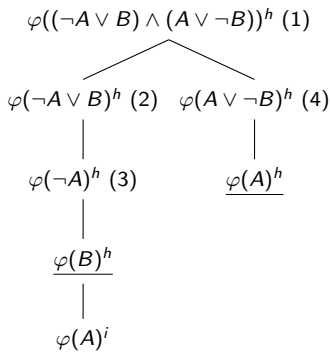 φ((¬A ∨ B) ∧ (A ∨ ¬B))ʰ (1)
φ(¬A ∨ B)ʰ (2) φ(A ∨ ¬B)ʰ (4)
φ(¬A)ʰ (3) φ(A)ʰ
φ(B)ʰ
φ(A)ⁱ